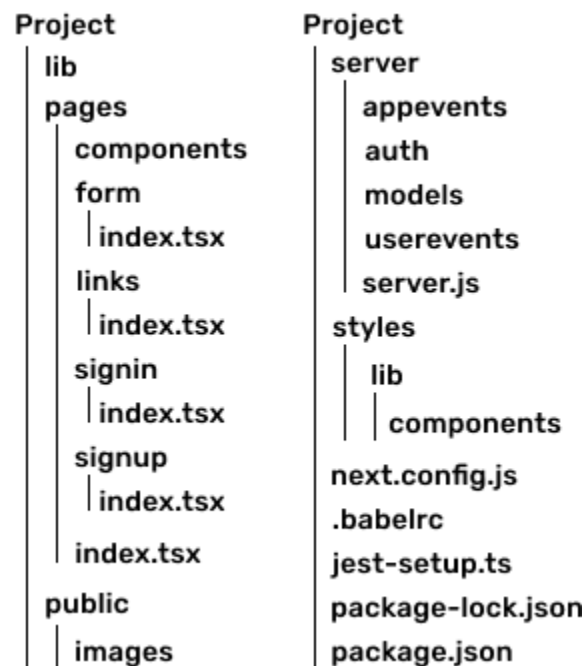 Project
lib
pages
components
form
index.tsx
links
index.tsx
signin
index.tsx
signup
index.tsx
index.tsx
public
images
Project
server
appevents
auth
models
userevents
server.js
styles
lib
components
next.config.js
.babelrc
jest-setup.ts
package-lock.json
package.json